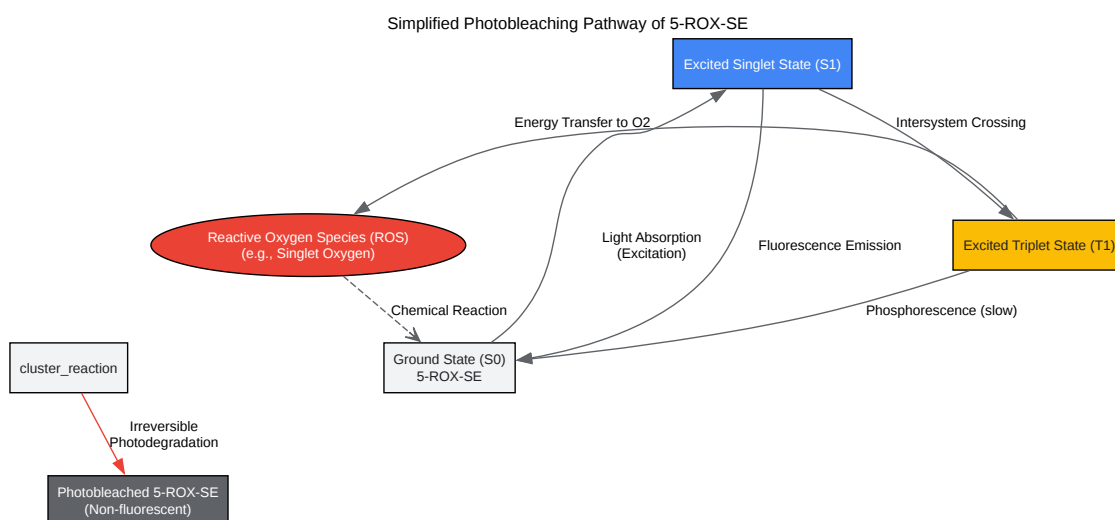 Simplified Photobleaching Pathway of 5-ROX-SE
Excited Singlet State (S1)
Energy Transfer to O2
Intersystem Crossing
Reactive Oxygen Species (ROS)
(e.g., Singlet Oxygen)
Light Absorption
(Excitation)
Fluorescence Emission
Excited Triplet State (T1)
Chemical Reaction
Phosphorescence (slow)
Ground State (S0)
5-ROX-SE
cluster_reaction
Irreversible
Photodegradation
Photobleached 5-ROX-SE
(Non-fluorescent)